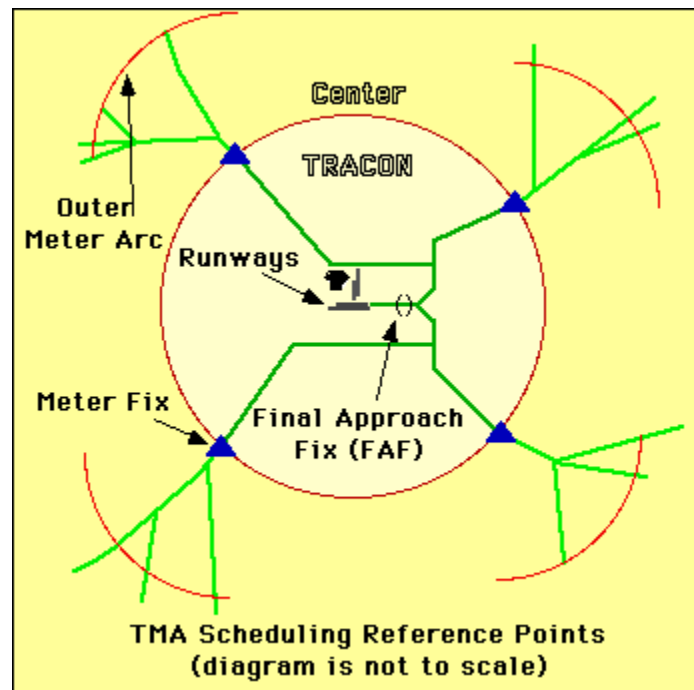 Center
TRACON
Outer
Meter Arc
Runways
Meter Fix
Final Approach
Fix (FAF)
TMA Scheduling Reference Points
(diagram is not to scale)